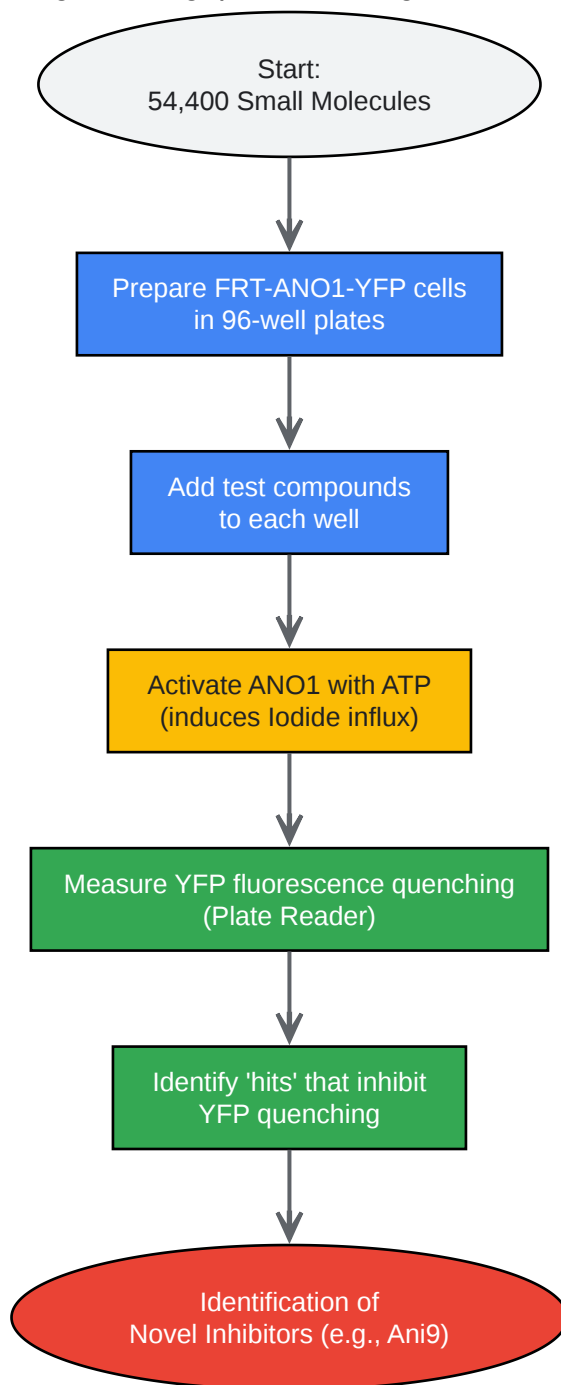 Start:
54,400 Small Molecules
Prepare FRT-ANO1-YFP cells
in 96-well plates
Add test compounds
to each well
Activate ANO1 with ATP
(induces Iodide influx)
Measure YFP fluorescence quenching
(Plate Reader)
Identify 'hits' that inhibit
YFP quenching
Identification of
Novel Inhibitors (e.g., Ani9)